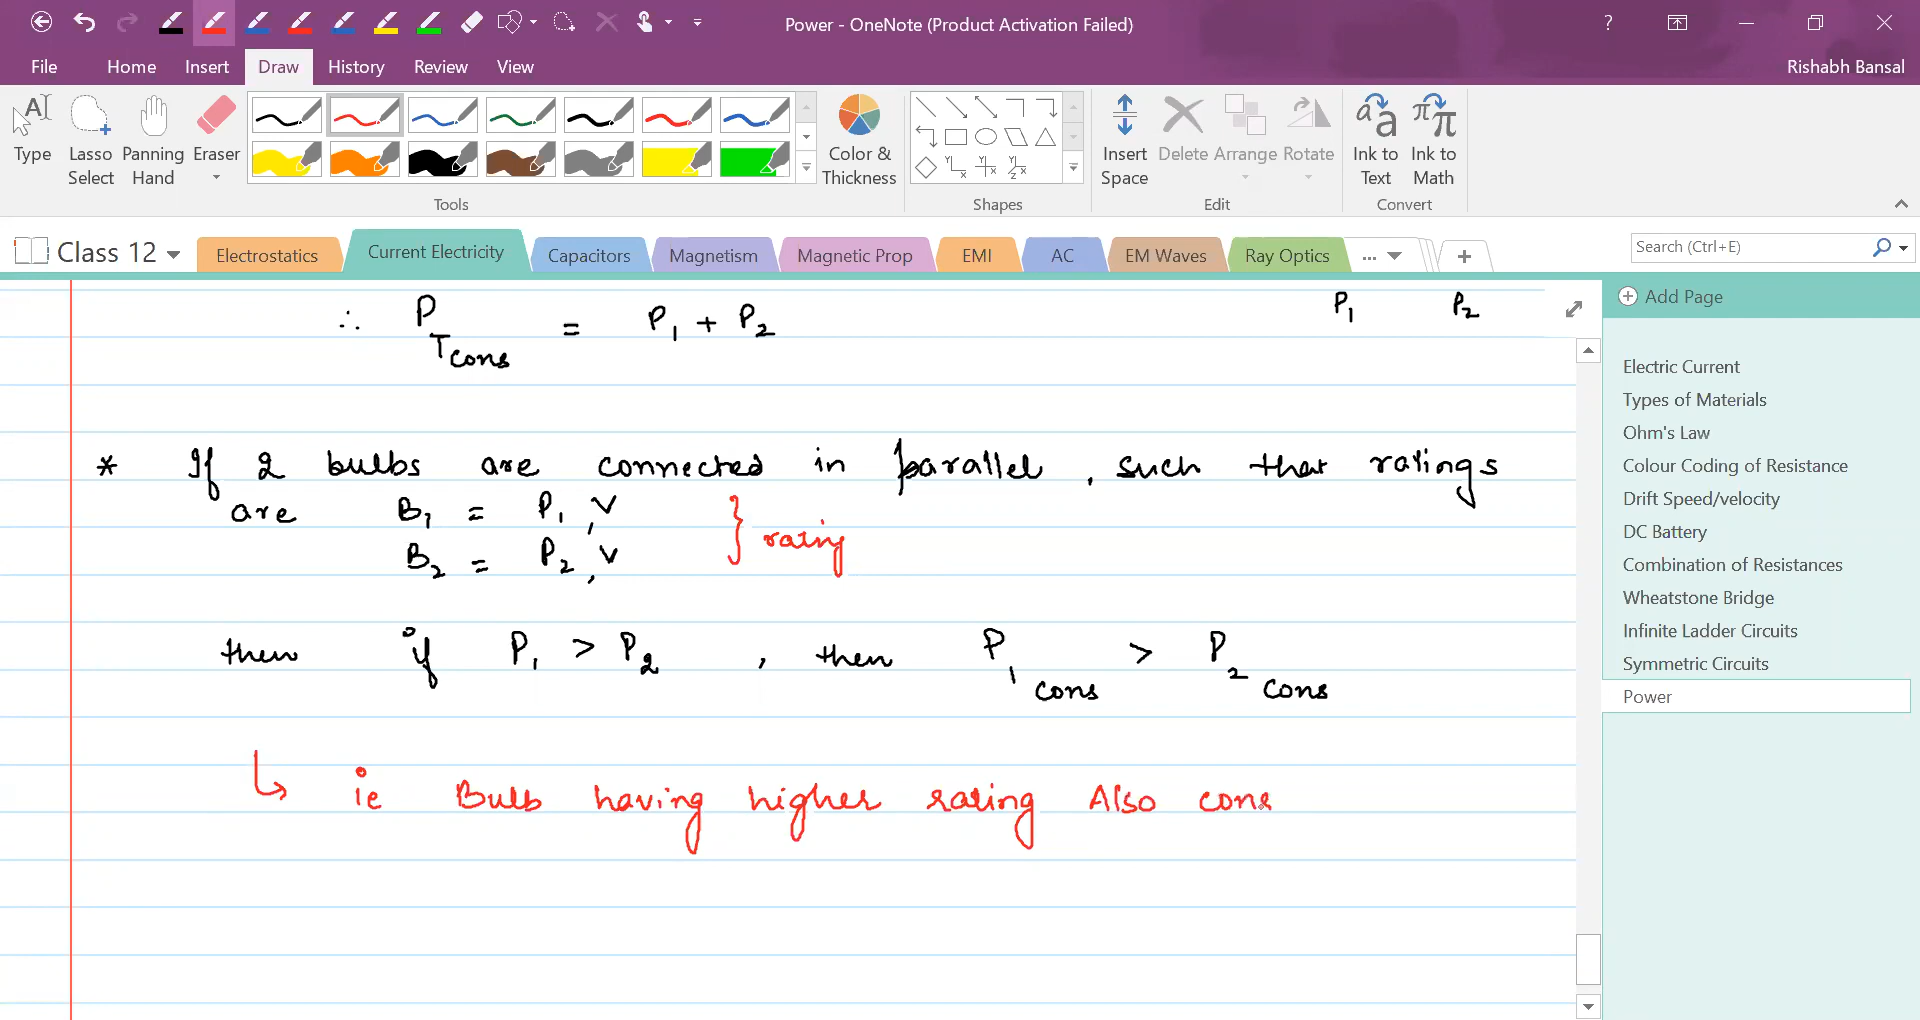 Power - OneNote (Product Activation Failed)
?
File Home Insert Draw History Review View
Rishabh Bansal
Type
Lasso Select
Panning Hand
Eraser
Color & Thickness
Insert Space
Delete
Arrange
Rotate
Ink to Text
Ink to Math
Tools Shapes Edit Convert
Class 12
Electrostatics Current Electricity Capacitors Magnetism Magnetic Prop EMI AC EM Waves Ray Optics ... +
Search (Ctrl+E)
Add Page
P₁ P₂
∴ P_T cons = P₁ + P₂
* If 2 bulbs are connected in parallel, such that ratings
are B₁ = P₁, V
B₂ = P₂, V } rating
then if P₁ > P₂, then P₁ cons > P₂ cons
↳ ie Bulb having higher rating Also cons
Electric Current
Types of Materials
Ohm's Law
Colour Coding of Resistance
Drift Speed/velocity
DC Battery
Combination of Resistances
Wheatstone Bridge
Infinite Ladder Circuits
Symmetric Circuits
Power